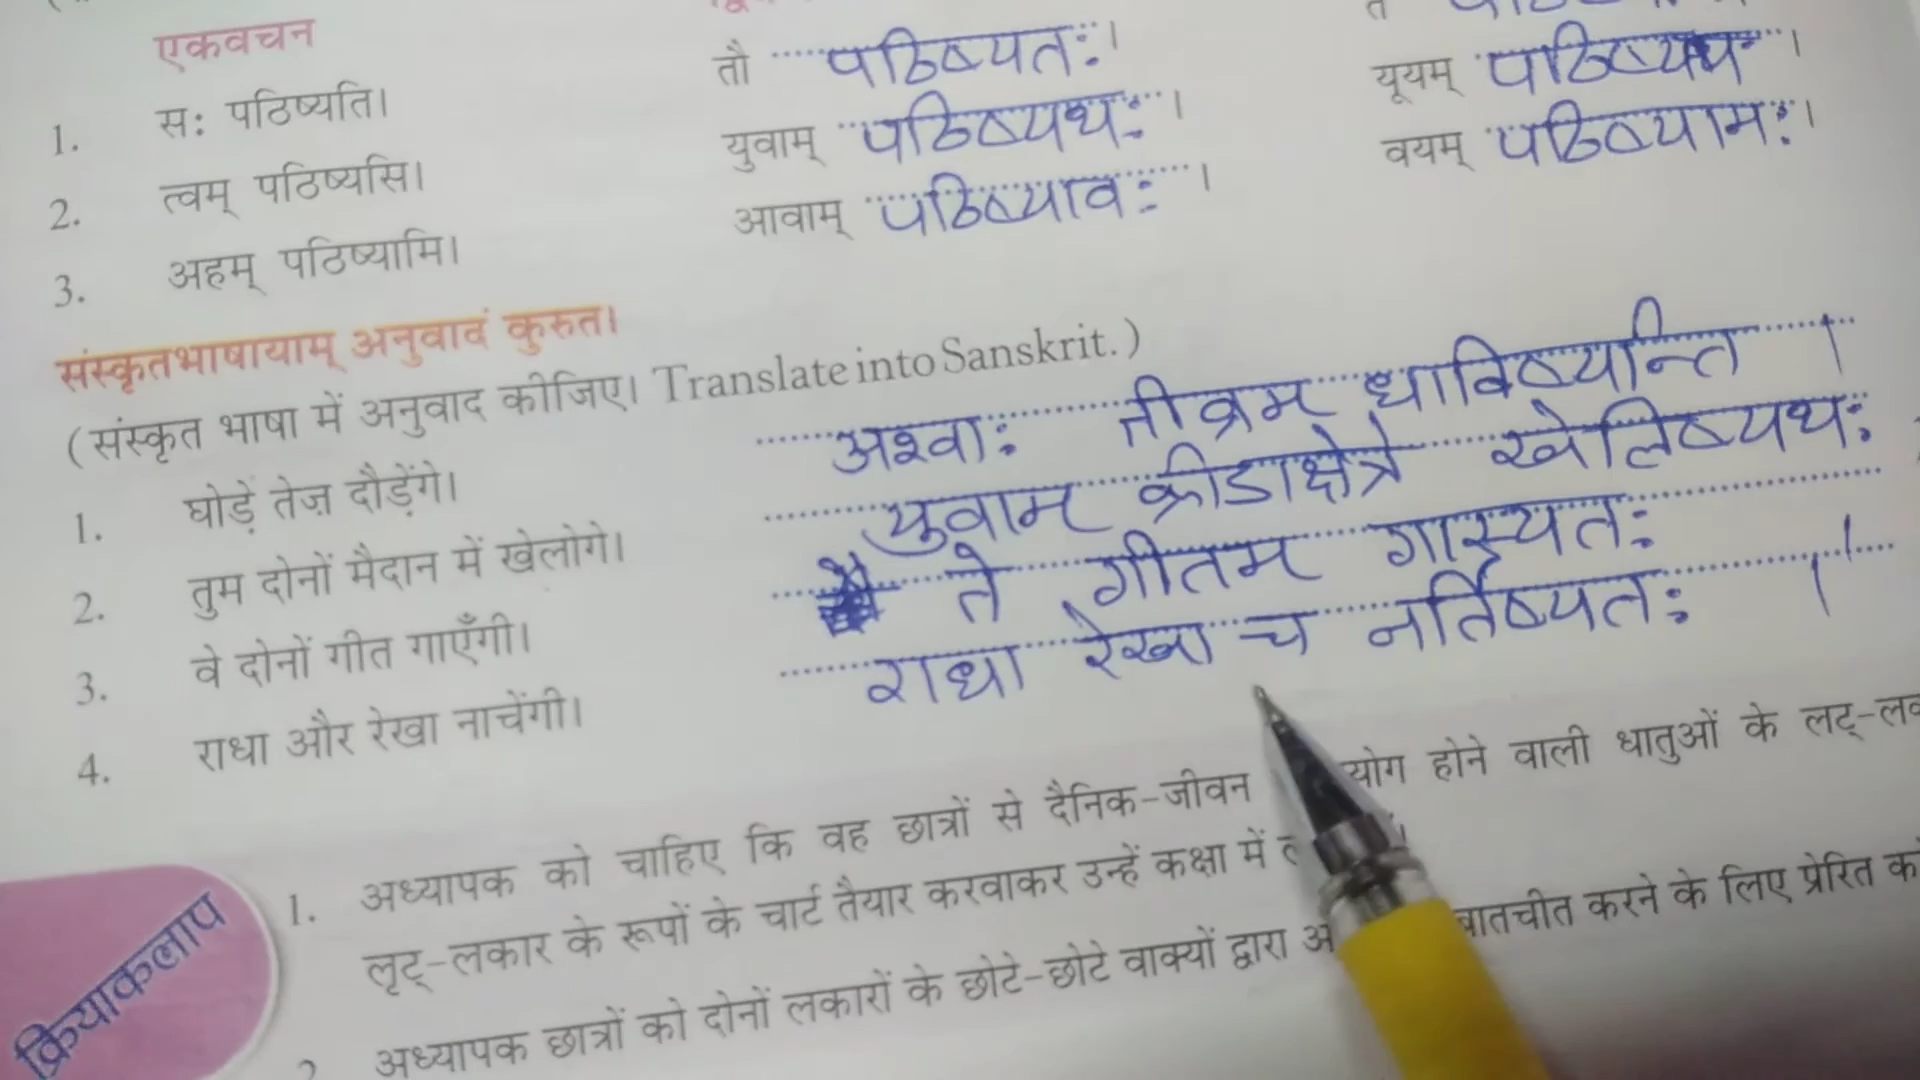 एकवचन
1. सः पठिष्यति। तौ पठिष्यतः।
2. त्वम् पठिष्यसि। युवाम् पठिष्यथः। यूयम्
3. अहम् पठिष्यामि। आवाम् पठिष्यावः। वयम् पठिष्यामः।
संस्कृतभाषायाम् अनुवादं कुरुत।
(संस्कृत भाषा में अनुवाद कीजिए। Translate into Sanskrit.)
1. घोड़ें तेज़ दौड़ेंगे। अश्वाः तीव्रम धाविष्यन्ति।
2. तुम दोनों मैदान में खेलोगे। युवाम क्रीडाक्षेत्रे खेलिष्यथः
3. वे दोनों गीत गाएँगी। ते गीतम गास्यतः।
4. राधा और रेखा नाचेंगी। राधा रेखा च नर्तिष्यतः।
क्रियाकलाप
1. अध्यापक को चाहिए कि वह छात्रों से दैनिक-जीवन योग होने वाली धातुओं के लट्-लव
लृट्-लकार के रूपों के चार्ट तैयार करवाकर उन्हें कक्षा में
2. अध्यापक छात्रों को दोनों लकारों के छोटे-छोटे वाक्यों द्वारा अ वातचीत करने के लिए प्रेरित